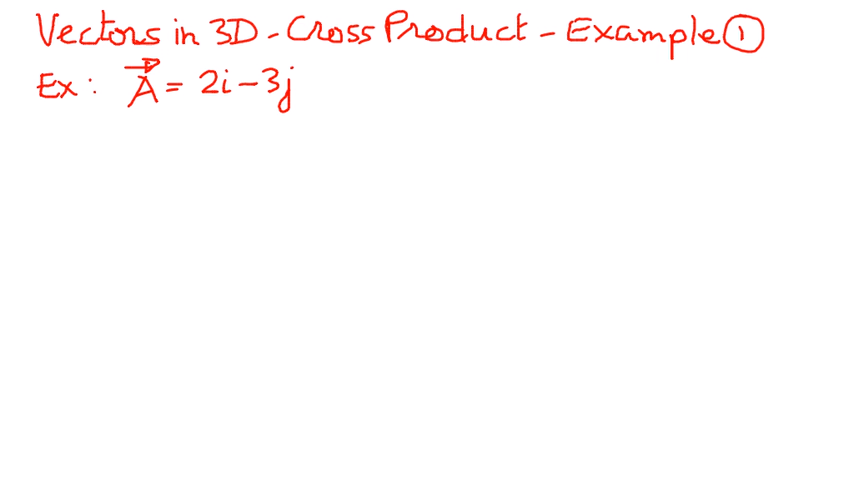 Vectors in 3D - Cross Product - Example ①
Ex: A⃗ = 2i - 3j